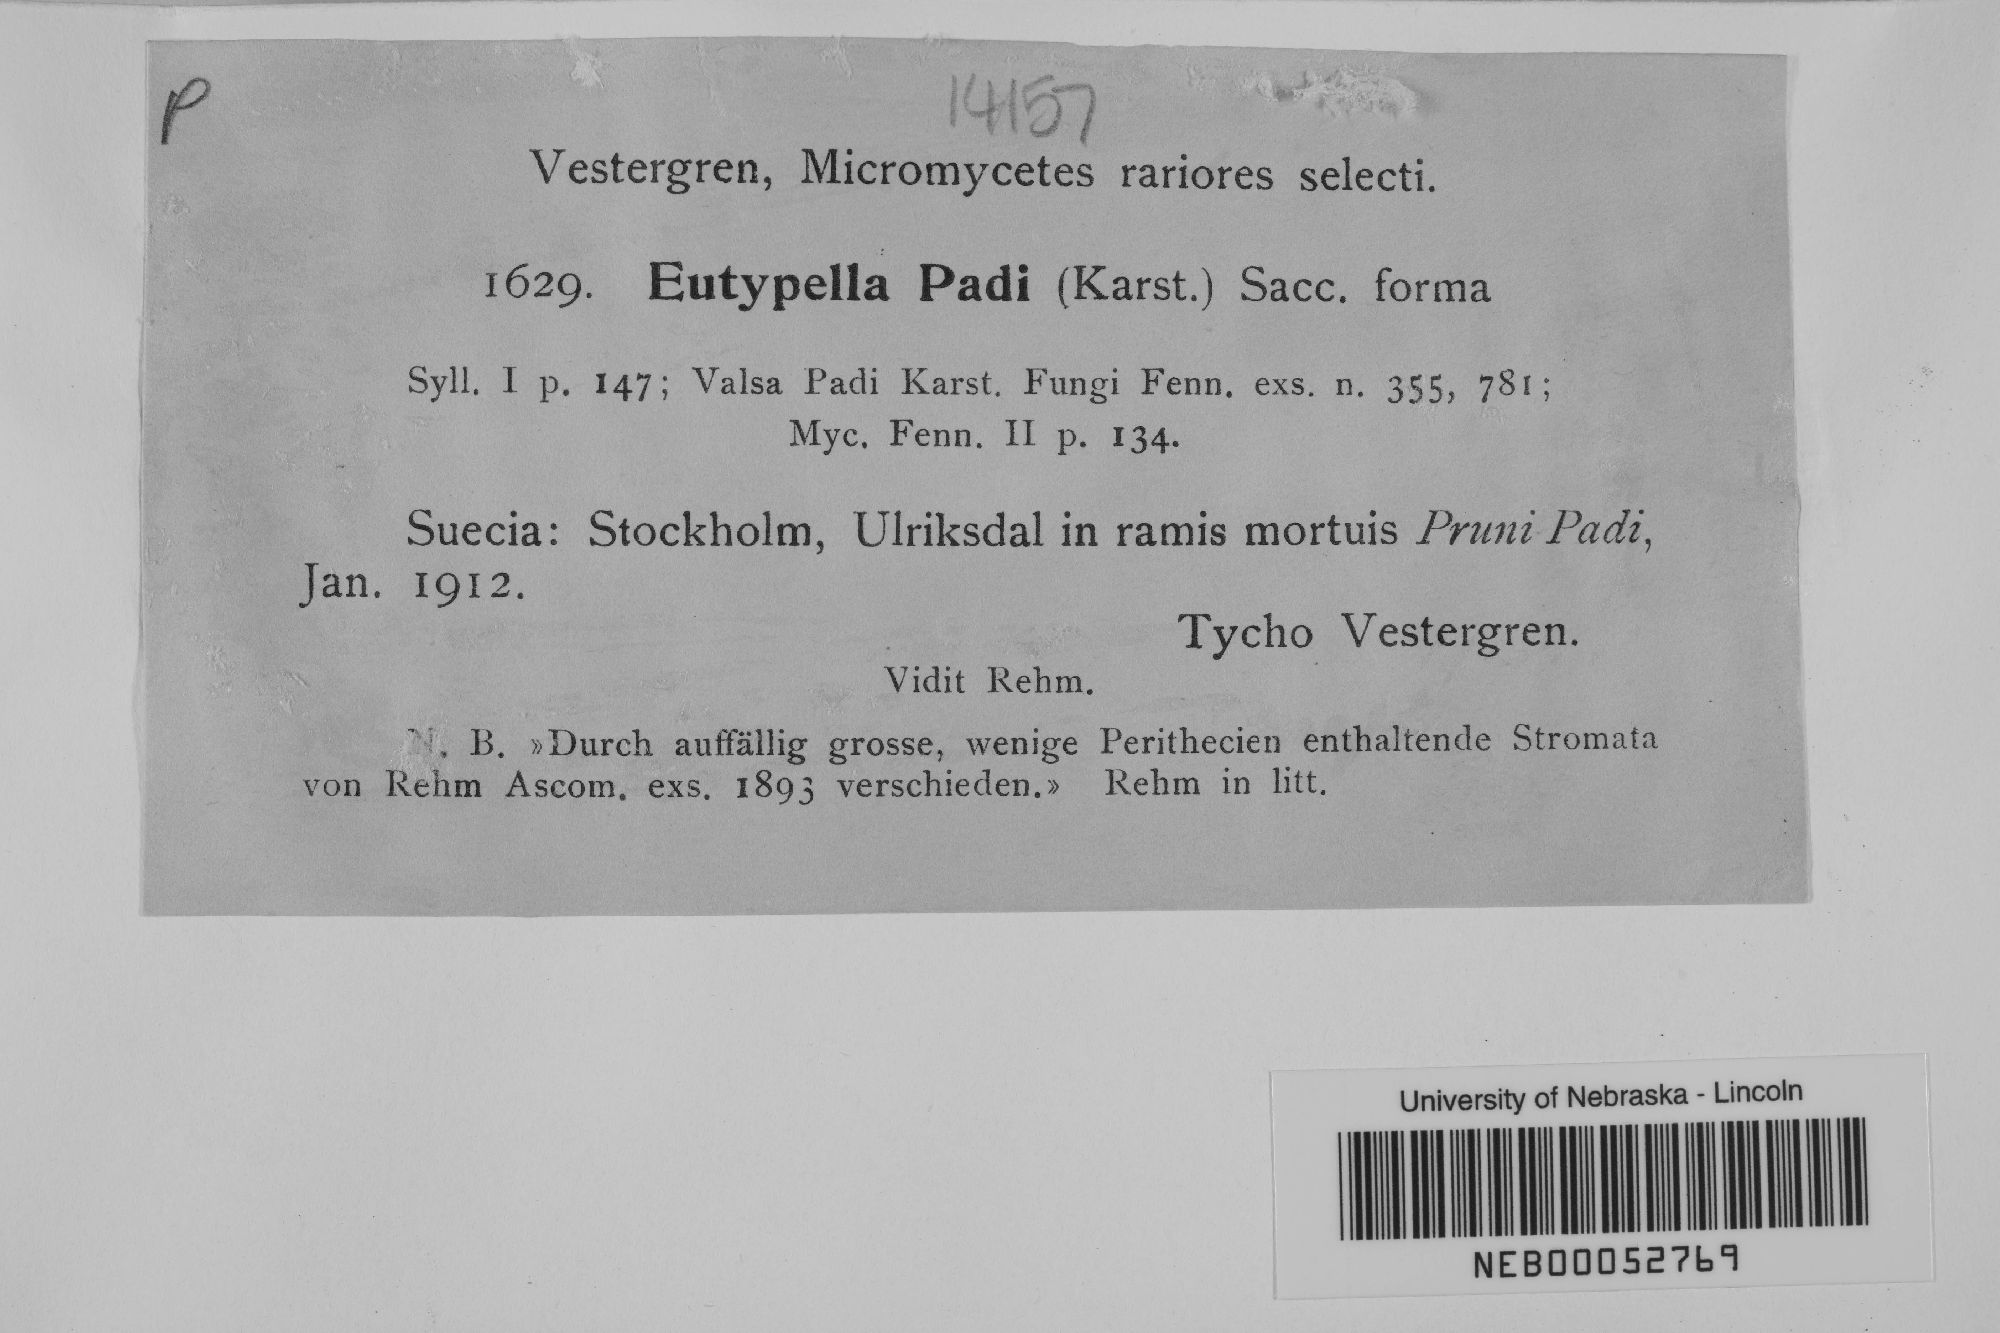 P
14157
Vestergren, Micromycetes rariores selecti.
1629. Eutypella Padi (Karst.) Sacc. forma
Syll. I p. 147; Valsa Padi Karst. Fungi Fenn. exs. n. 355, 781;
Myc. Fenn. II p. 134.
Suecia: Stockholm, Ulriksdal in ramis mortuis Pruni Padi,
Jan. 1912.
Tycho Vestergren.
Vidit Rehm.
N. B. »Durch auffällig grosse, wenige Perithecien enthaltende Stromata
von Rehm Ascom. exs. 1893 verschieden.» Rehm in litt.
University of Nebraska - Lincoln
NEB00052769